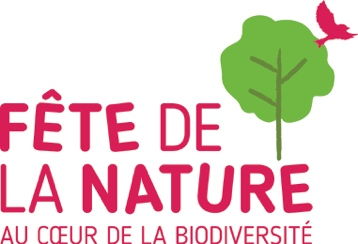 FÊTE DE
LA NATURE
AU CŒUR DE LA BIODIVERSITÉ